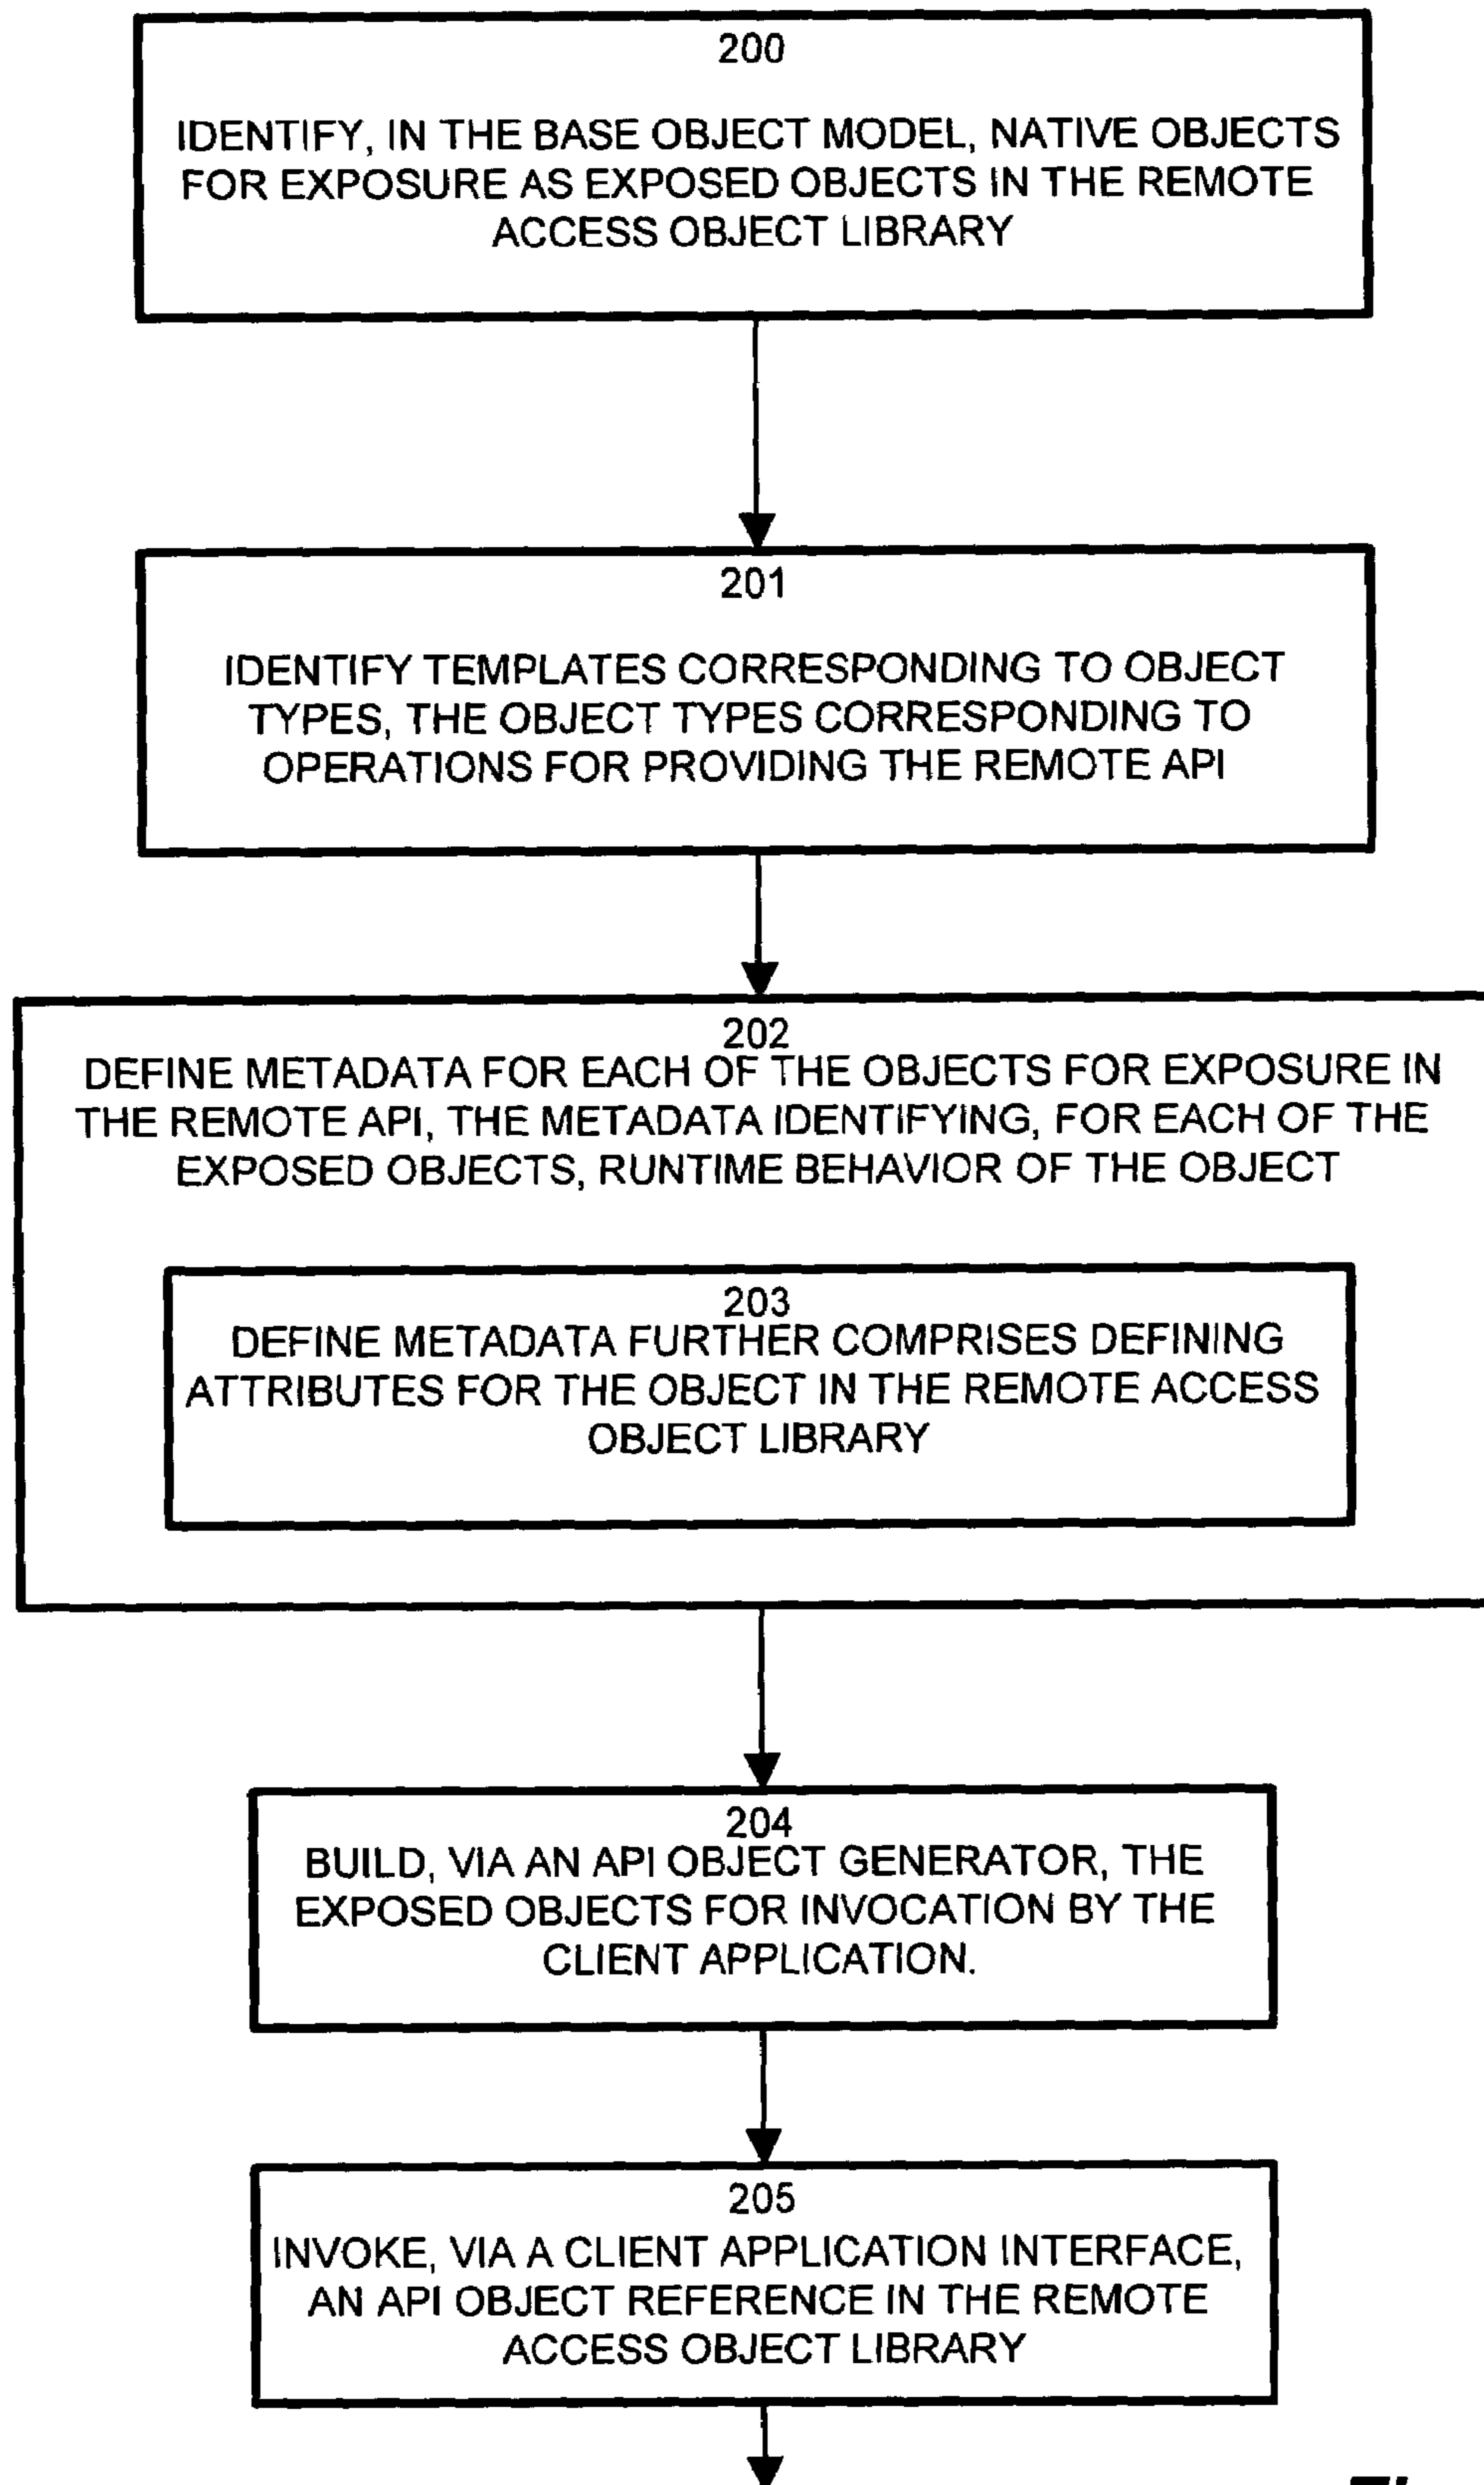 200
IDENTIFY, IN THE BASE OBJECT MODEL, NATIVE OBJECTS
FOR EXPOSURE AS EXPOSED OBJECTS IN THE REMOTE
ACCESS OBJECT LIBRARY
201
IDENTIFY TEMPLATES CORRESPONDING TO OBJECT
TYPES, THE OBJECT TYPES CORRESPONDING TO
OPERATIONS FOR PROVIDING THE REMOTE API
202
DEFINE METADATA FOR EACH OF THE OBJECTS FOR EXPOSURE IN
THE REMOTE API, THE METADATA IDENTIFYING, FOR EACH OF THE
EXPOSED OBJECTS, RUNTIME BEHAVIOR OF THE OBJECT
203
DEFINE METADATA FURTHER COMPRISES DEFINING
ATTRIBUTES FOR THE OBJECT IN THE REMOTE ACCESS
OBJECT LIBRARY
204
BUILD, VIA AN API OBJECT GENERATOR, THE
EXPOSED OBJECTS FOR INVOCATION BY THE
CLIENT APPLICATION.
205
INVOKE, VIA A CLIENT APPLICATION INTERFACE,
AN API OBJECT REFERENCE IN THE REMOTE
ACCESS OBJECT LIBRARY